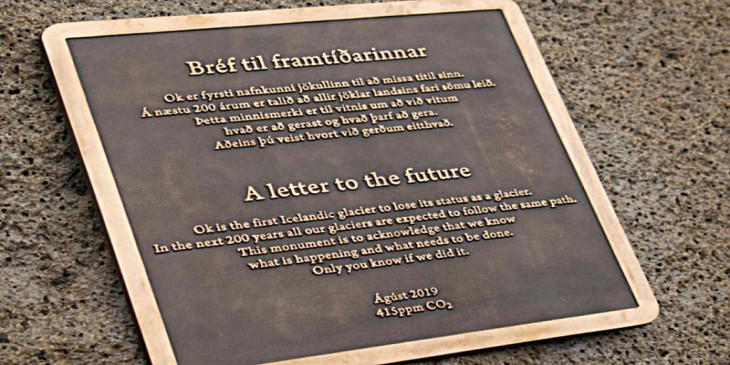 Bréf til framtíðarinnar
Ok er fyrsti nafnkunni jökullinn til að missa titil sinn.
Á næstu 200 árum er talið að allir jöklar landsins fari sömu leið.
Þetta minnismerki er til vitnis um að við vitum
hvað er að gerast og hvað þarf að gera.
Aðeins þú veist hvort við gerðum eitthvað.
A letter to the future
Ok is the first Icelandic glacier to lose its status as a glacier.
In the next 200 years all our glaciers are expected to follow the same path.
This monument is to acknowledge that we know
what is happening and what needs to be done.
Only you know if we did it.
Ágúst 2019
415ppm CO₂